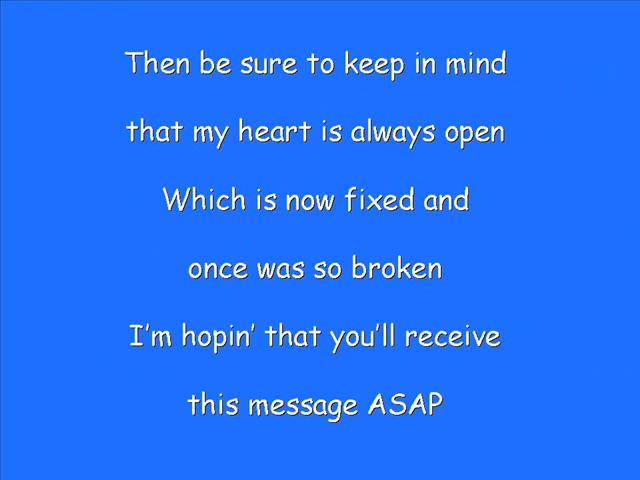 Then be sure to keep in mind
that my heart is always open
Which is now fixed and
once was so broken
I'm hopin' that you'll receive
this message ASAP